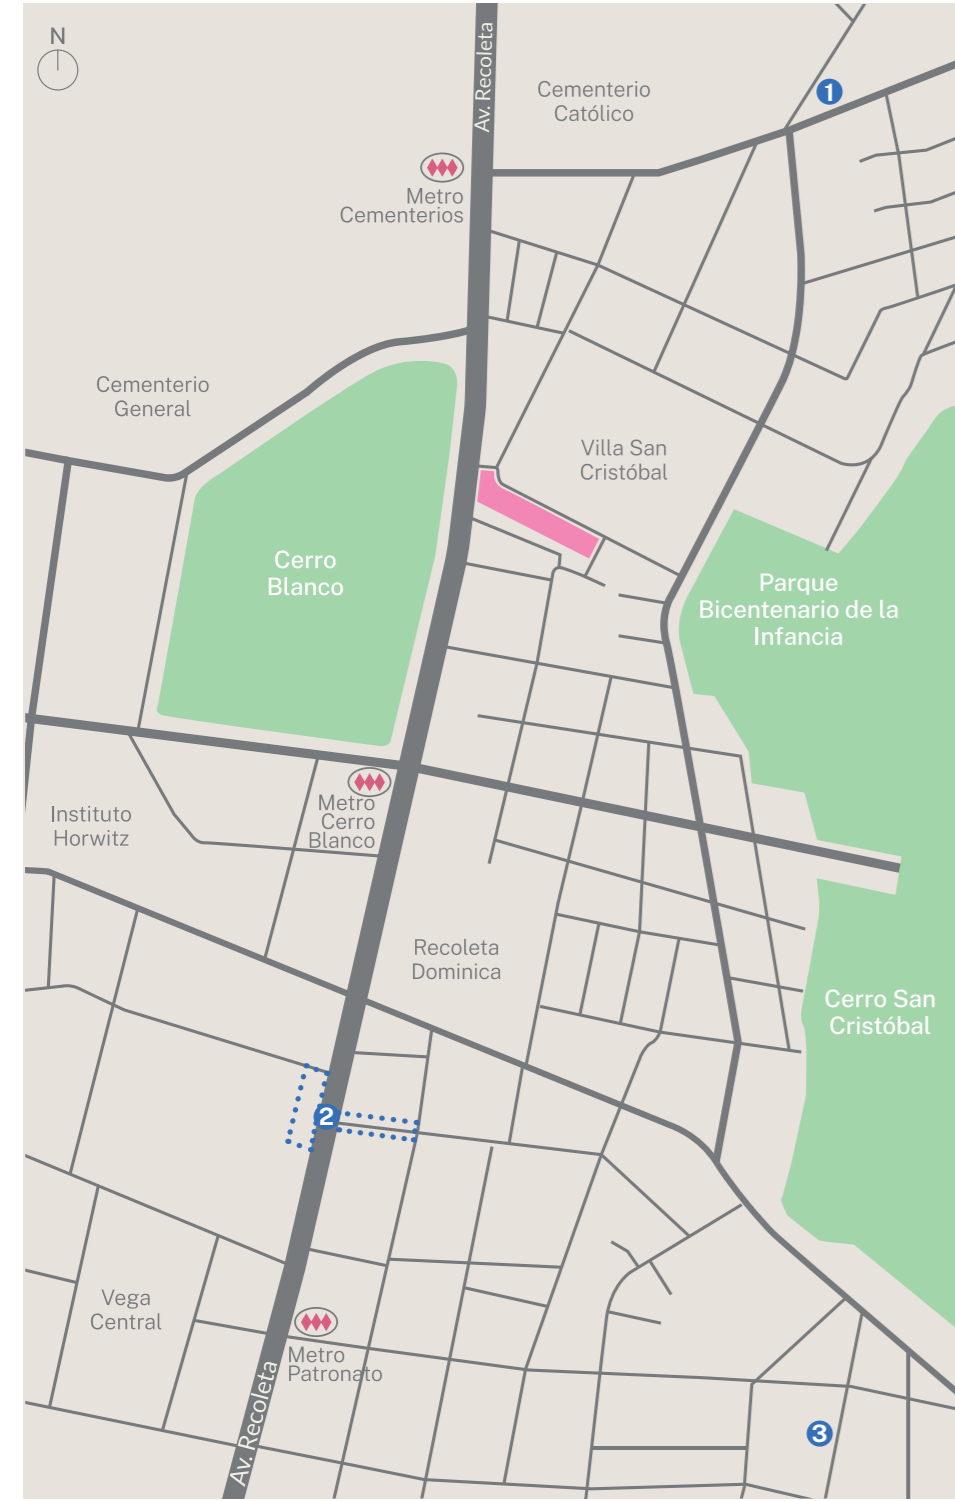 N
Av. Recoleta
Cementerio
Católico
1
Metro
Cementerios
Cementerio
General
Villa San
Cristóbal
Cerro
Blanco
Parque
Bicentenario de la
Infancia
Metro
Cerro
Blanco
Instituto
Horwitz
Recoleta
Dominica
Cerro San
Cristóbal
2
Vega
Central
Metro
Patronato
Av. Recoleta
3